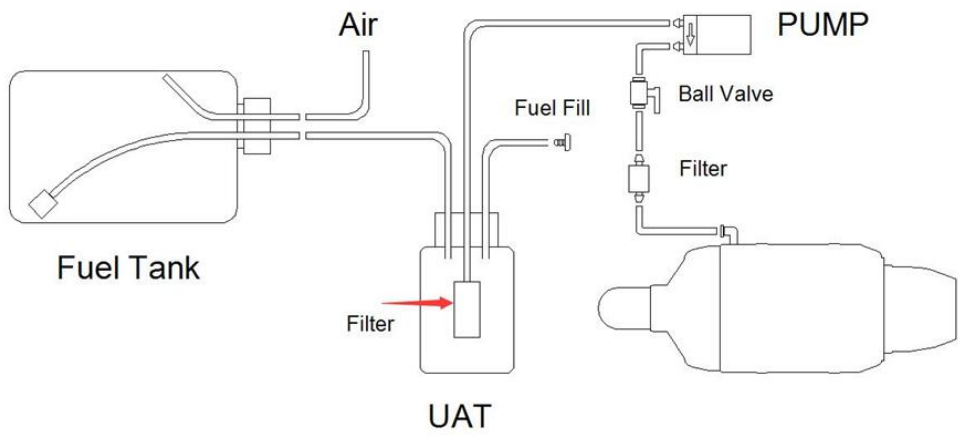 Air
PUMP
Ball Valve
Fuel Fill
Filter
Fuel Tank
Filter
UAT